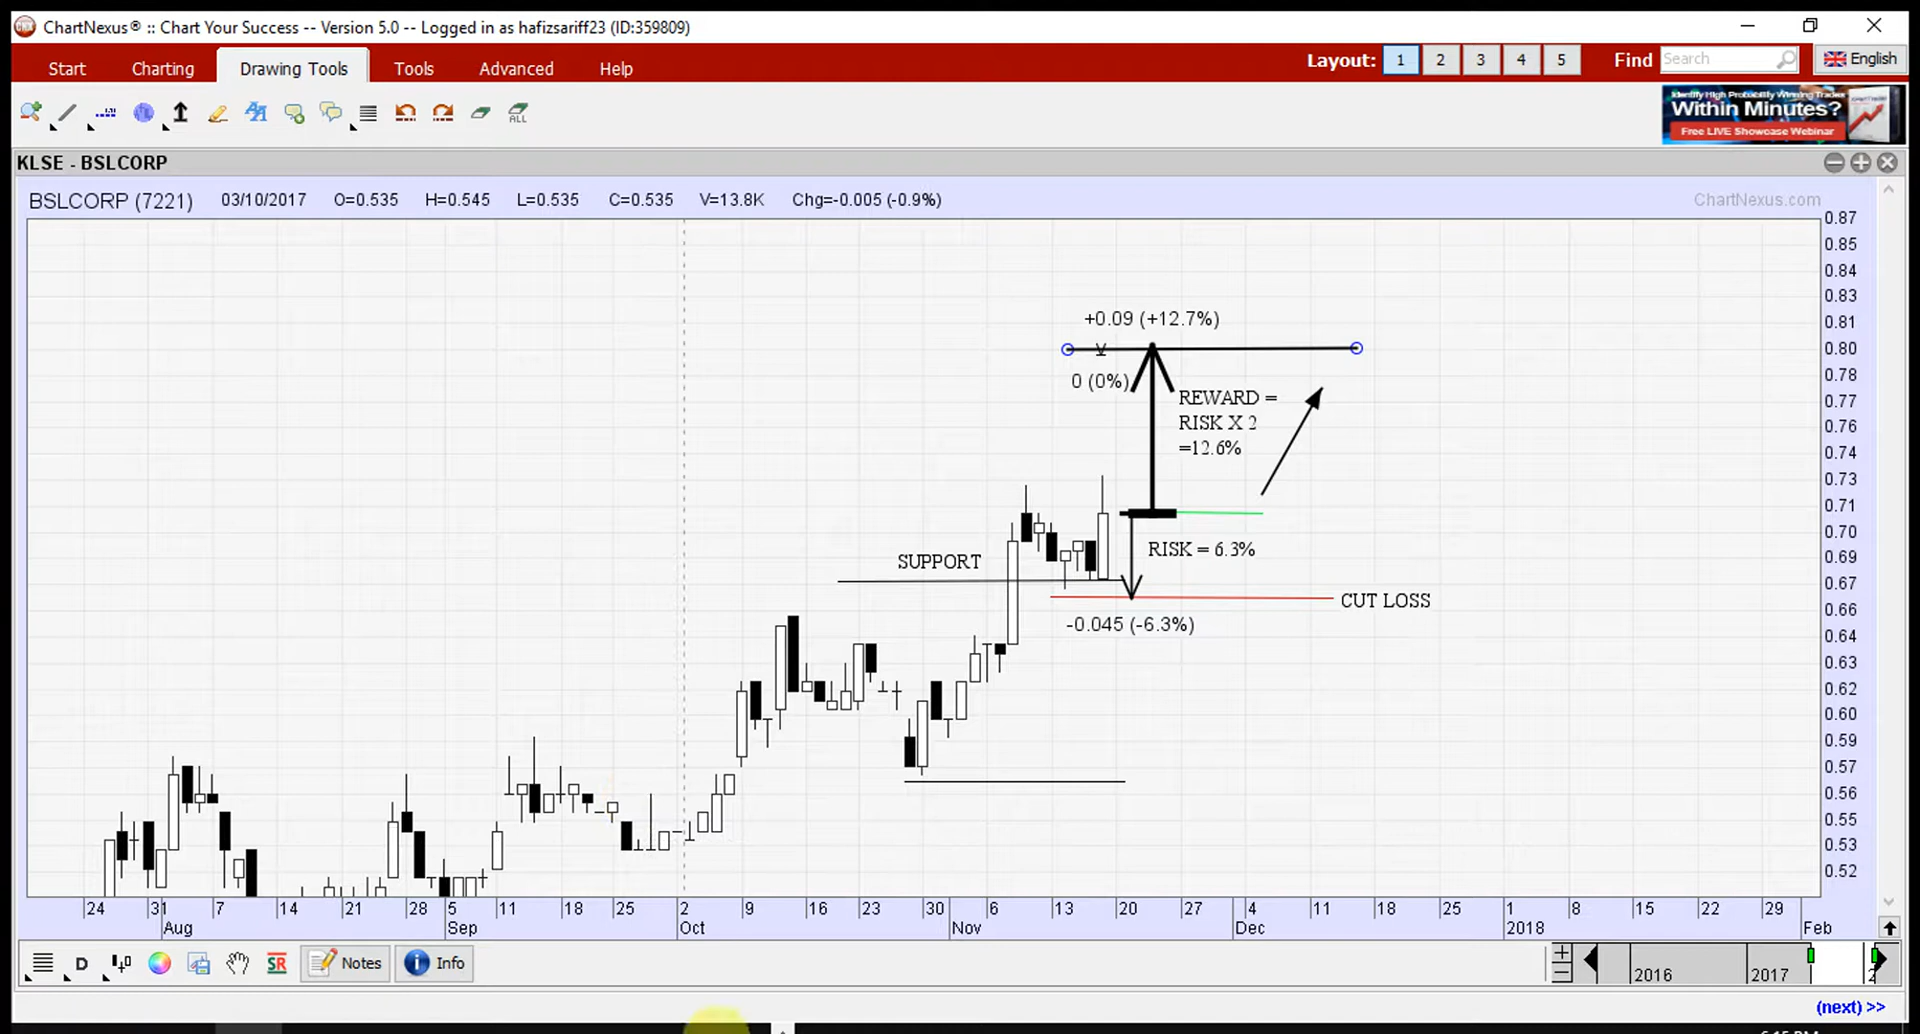 ChartNexus® :: Chart Your Success -- Version 5.0 -- Logged in as hafizsariff23 (ID:359809)
Start Charting Drawing Tools Tools Advanced Help Layout: 1 2 3 4 5 Find Search English
Identify High Probability Winning Trades
Within Minutes?
Free LIVE Showcase Webinar
ALL
KLSE - BSLCORP
BSLCORP (7221) 03/10/2017 O=0.535 H=0.545 L=0.535 C=0.535 V=13.8K Chg=-0.005 (-0.9%) ChartNexus.com
0.87
0.85
0.84
0.83
0.81
0.80
0.78
0.77
0.76
0.74
0.73
0.71
0.70
0.69
0.67
0.66
0.64
0.63
0.62
0.60
0.59
0.57
0.56
0.55
0.53
0.52
+0.09 (+12.7%)
0 (0%)
REWARD =
RISK X 2
=12.6%
RISK = 6.3%
SUPPORT
CUT LOSS
-0.045 (-6.3%)
24 31 7 14 21 28 5 11 18 25 2 9 16 23 30 6 13 20 27 4 11 18 25 1 8 15 22 29
Aug Sep Oct Nov Dec 2018 Feb
D SR Notes Info 2016 2017 2
(next) >>